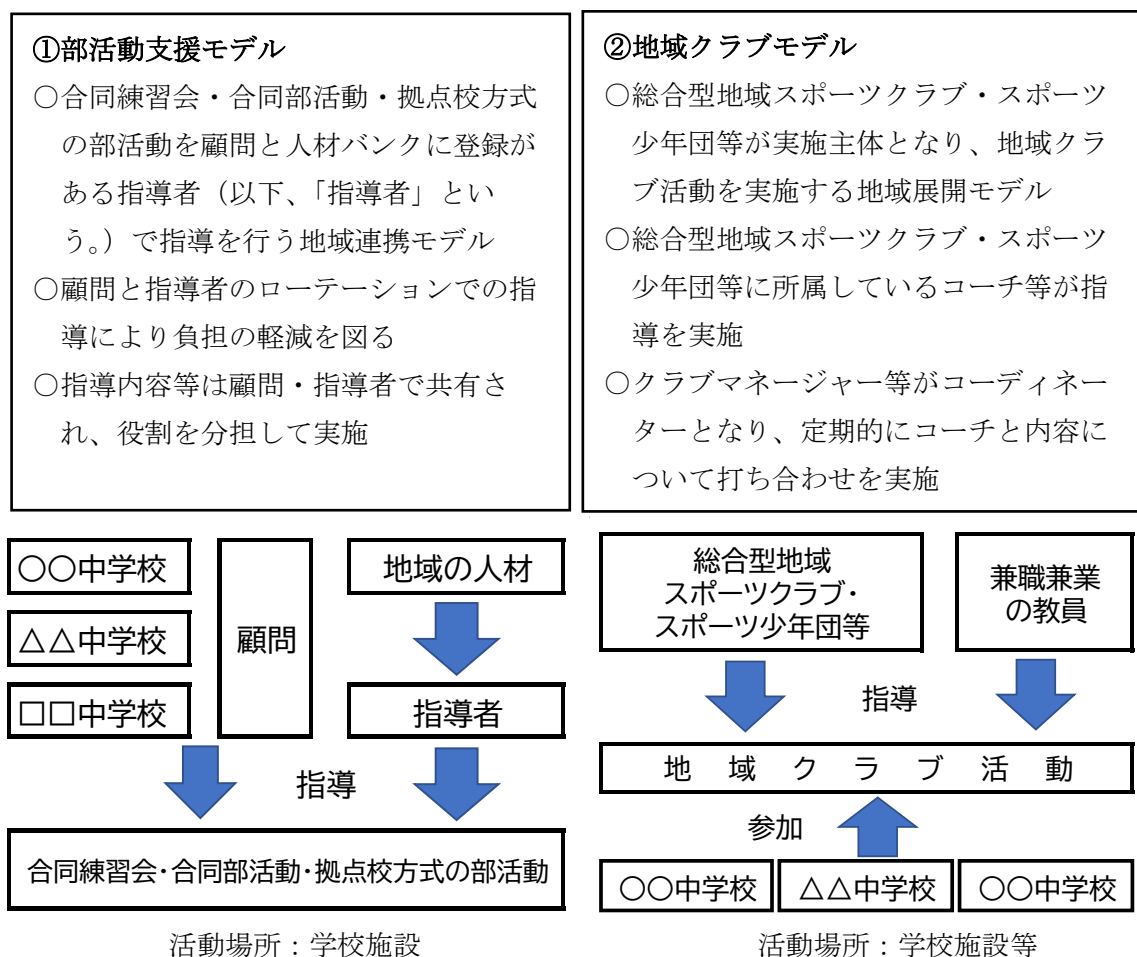 ①部活動支援モデル
○合同練習会・合同部活動・拠点校方式
の部活動を顧問と人材バンクに登録が
ある指導者（以下、「指導者」とい
う。）で指導を行う地域連携モデル
○顧問と指導者のローテーションでの指
導により負担の軽減を図る
○指導内容等は顧問・指導者で共有さ
れ、役割を分担して実施
②地域クラブモデル
○総合型地域スポーツクラブ・スポーツ
少年団等が実施主体となり、地域クラ
ブ活動を実施する地域展開モデル
○総合型地域スポーツクラブ・スポーツ
少年団等に所属しているコーチ等が指
導を実施
○クラブマネージャー等がコーディネー
ターとなり、定期的にコーチと内容に
ついて打ち合わせを実施
○○中学校
△△中学校
□□中学校
顧問
地域の人材
指導者
指導
合同練習会・合同部活動・拠点校方式の部活動
活動場所：学校施設
総合型地域
スポーツクラブ・
スポーツ少年団等
兼職兼業
の教員
指導
地域クラブ活動
参加
○○中学校
△△中学校
○○中学校
活動場所：学校施設等